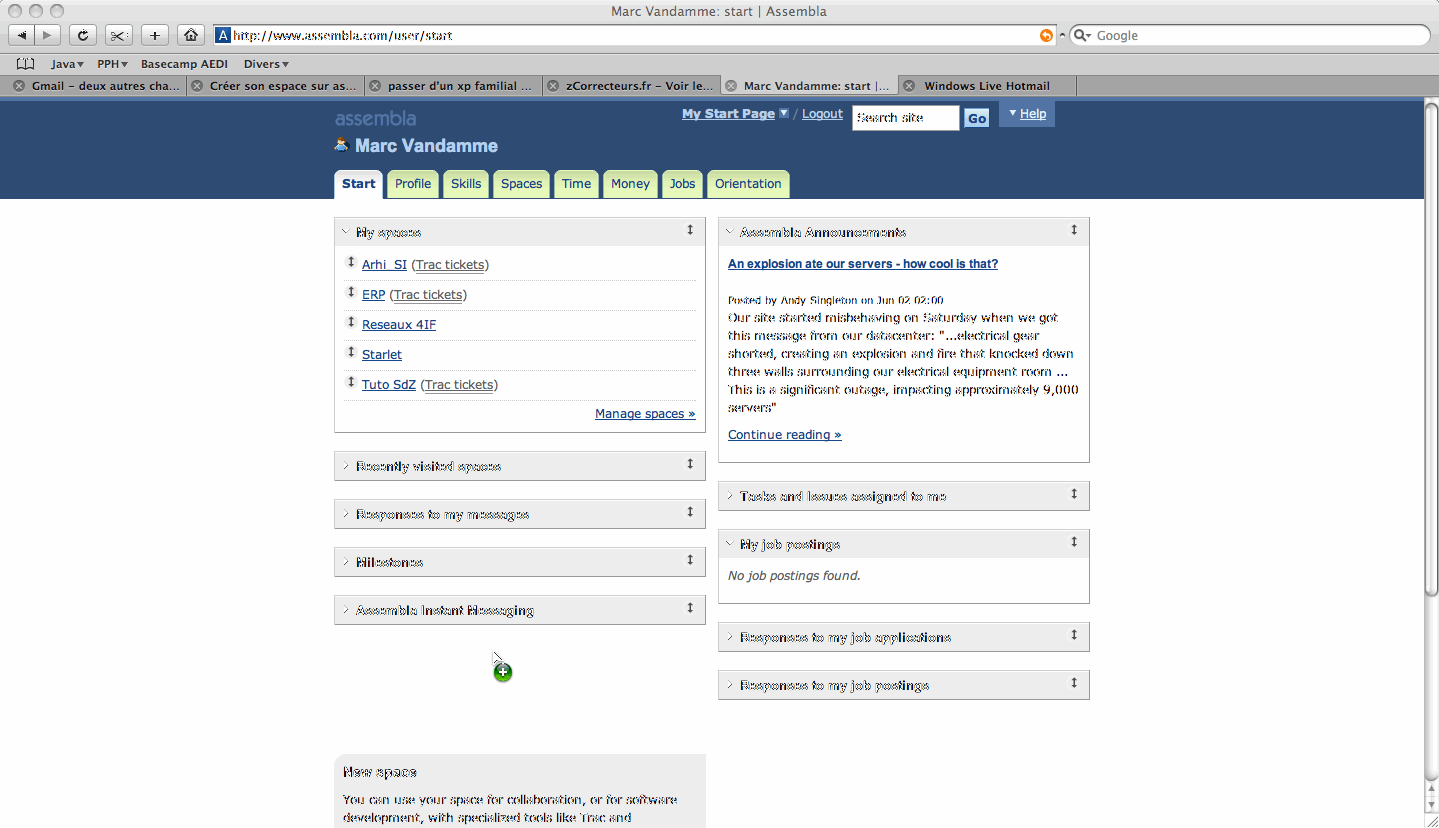 Marc Vandamme: start | Assembla
A http://www.assembla.com/user/start
Google
Java PPH Basecamp AEDI Divers
Gmail – deux autres cha... Créer son espace sur as... passer d'un xp familial ... zCorrecteurs.fr – Voir le... Marc Vandamme: start |... Windows Live Hotmail
assembla
My Start Page / Logout Search site Go Help
Marc Vandamme
Start Profile Skills Spaces Time Money Jobs Orientation
My spaces
Arhi_SI (Trac tickets)
ERP (Trac tickets)
Reseaux 4IF
Starlet
Tuto SdZ (Trac tickets)
Manage spaces »
Recently visited spaces
Responses to my messages
Milestones
Assembla Instant Messaging
New space
You can use your space for collaboration, or for software
development, with specialized tools like Trac and
Assembla Announcements
An explosion ate our servers - how cool is that?
Posted by Andy Singleton on Jun 02 02:00
Our site started misbehaving on Saturday when we got
this message from our datacenter: "...electrical gear
shorted, creating an explosion and fire that knocked down
three walls surrounding our electrical equipment room ...
This is a significant outage, impacting approximately 9,000
servers"
Continue reading »
Tasks and Issues assigned to me
My job postings
No job postings found.
Responses to my job applications
Responses to my job postings